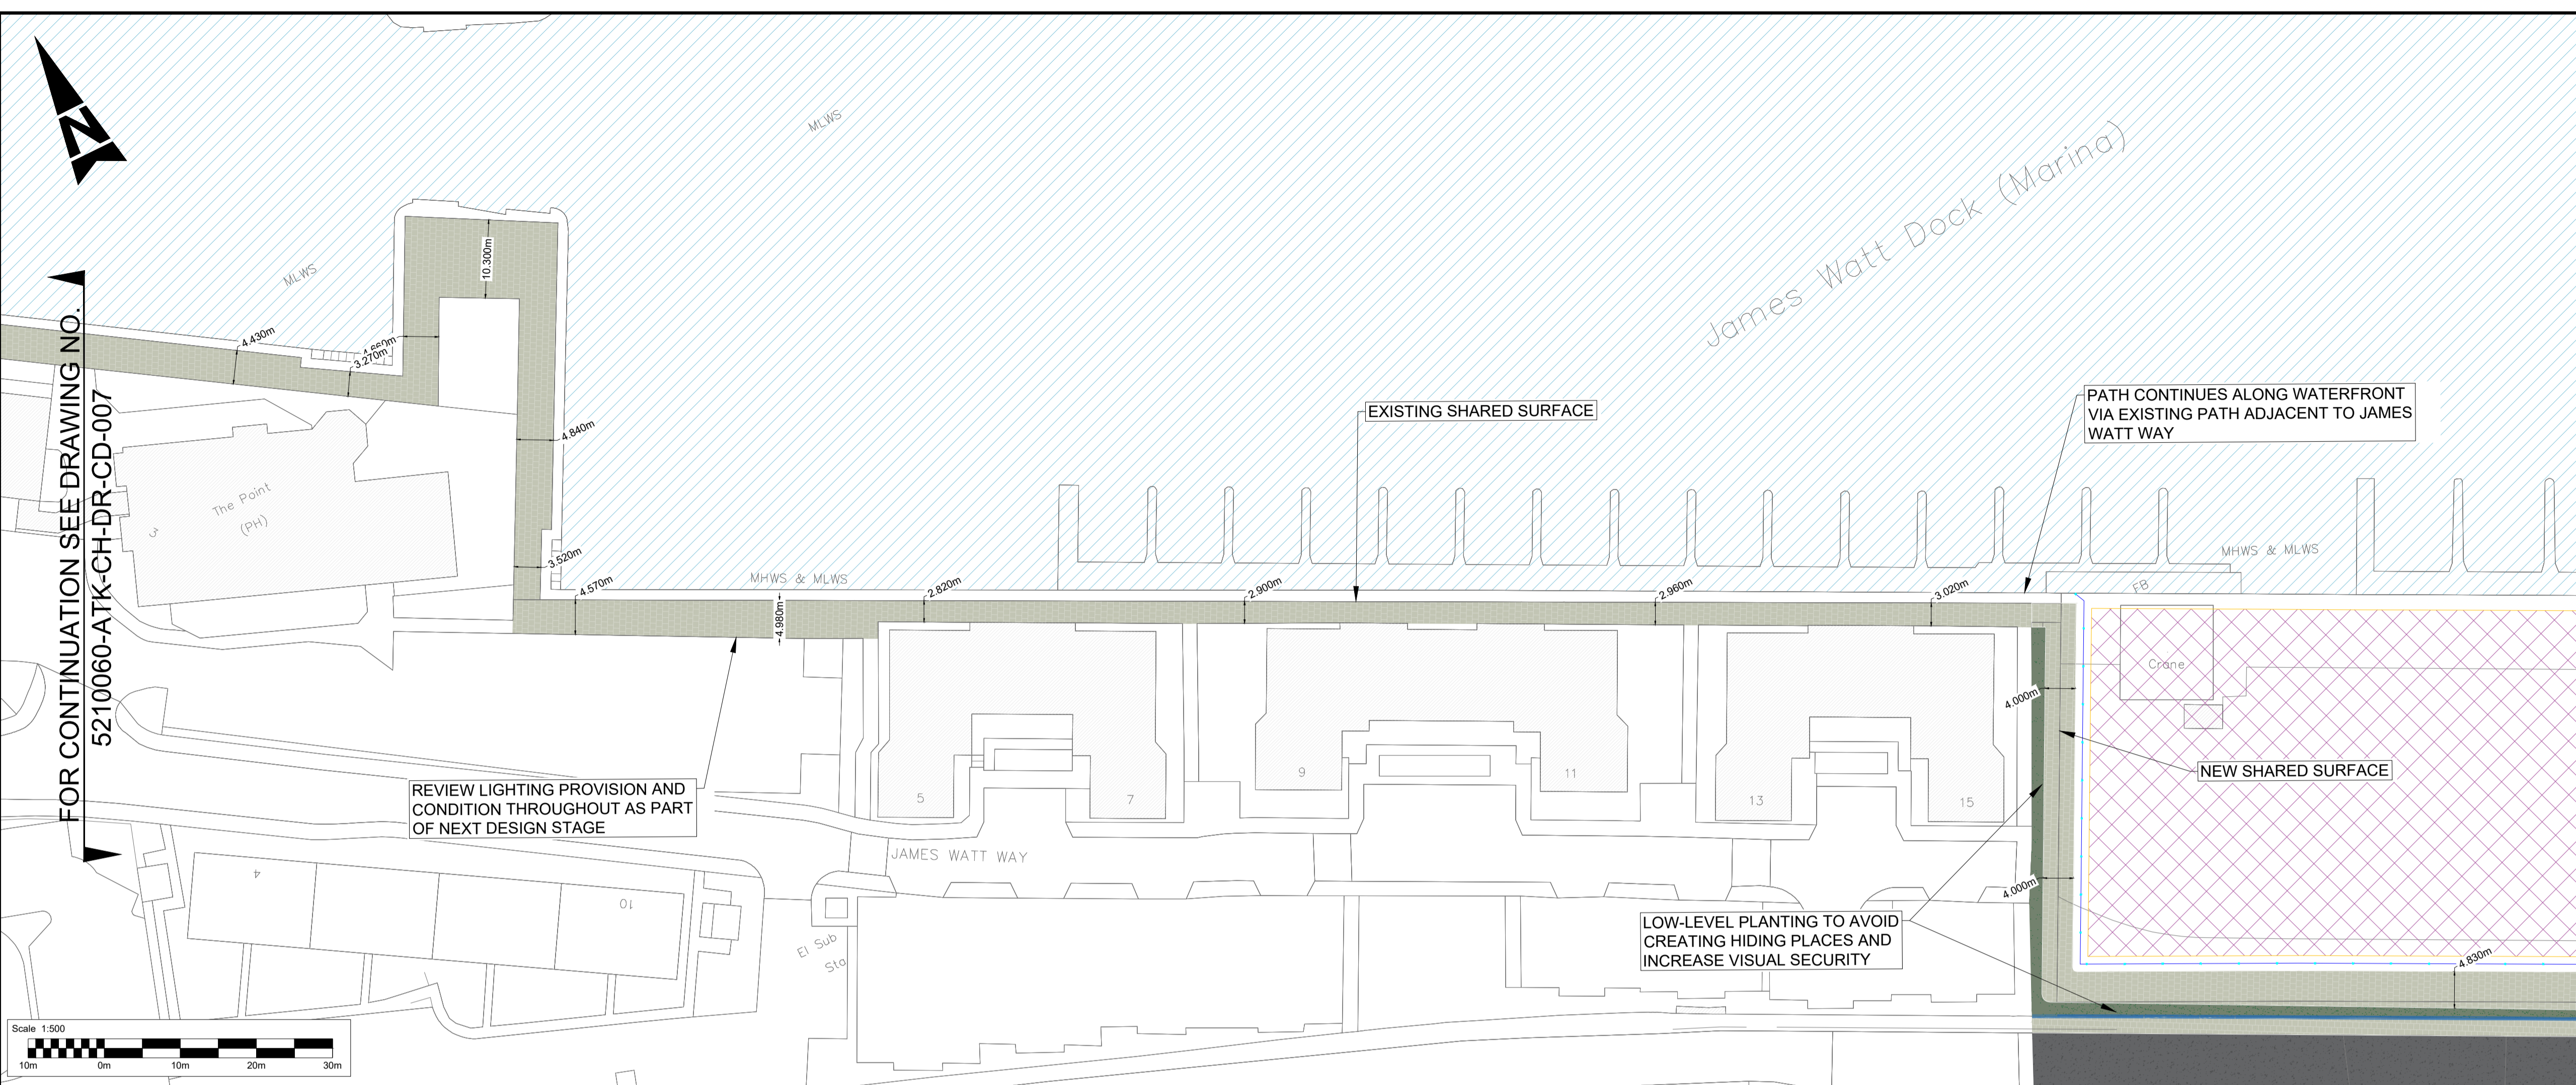 N
MLWS
James Watt Dock (Marina)
10.300m
MLWS
FOR CONTINUATION SEE DRAWING NO.
52100060-ATK-CH-DR-CD-007
4.430m
4.660m
3.270m
PATH CONTINUES ALONG WATERFRONT
VIA EXISTING PATH ADJACENT TO JAMES
WATT WAY
EXISTING SHARED SURFACE
4.840m
The Point
(PH)
3
3.520m
4.570m
MHWS & MLWS
4.980m
2.820m
2.900m
2.960m
3.020m
MHWS & MLWS
FB
Crane
4.000m
NEW SHARED SURFACE
REVIEW LIGHTING PROVISION AND
CONDITION THROUGHOUT AS PART
OF NEXT DESIGN STAGE
5
7
9
11
13
15
JAMES WATT WAY
4
10
El Sub
Sta
4.000m
LOW-LEVEL PLANTING TO AVOID
CREATING HIDING PLACES AND
INCREASE VISUAL SECURITY
4.830m
Scale 1:500
10m 0m 10m 20m 30m